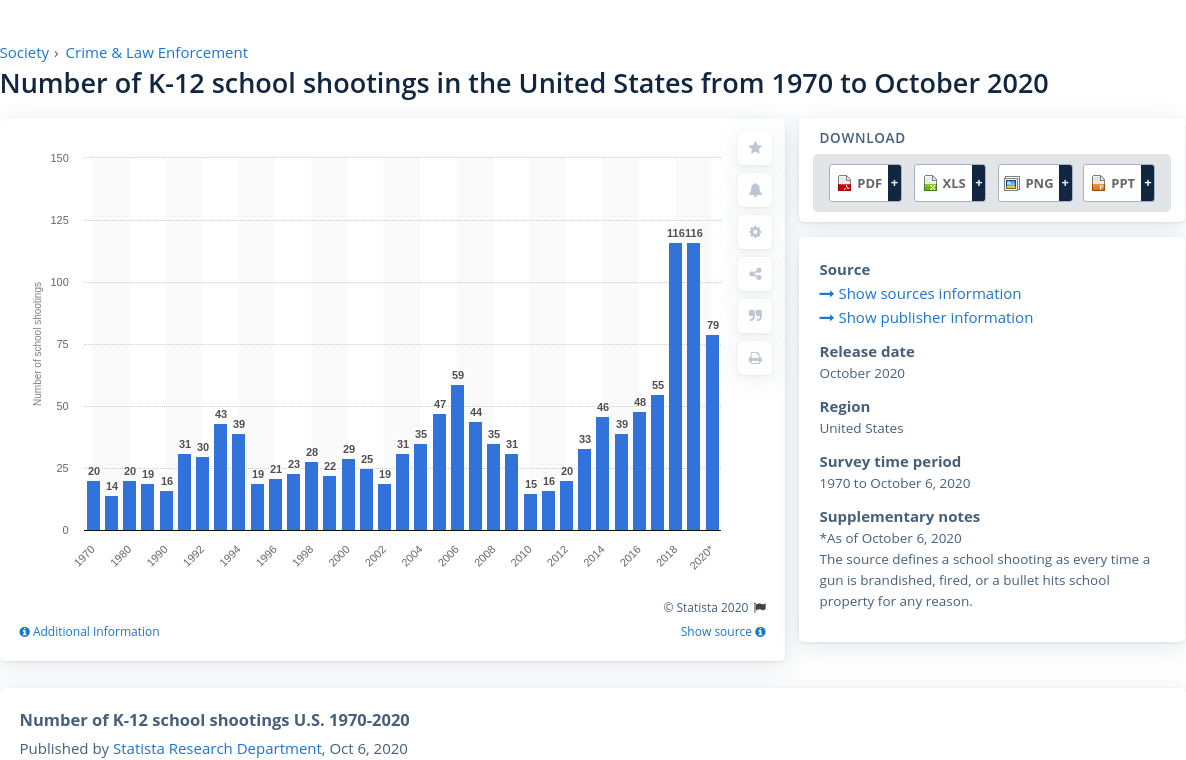 Society › Crime & Law Enforcement
Number of K-12 school shootings in the United States from 1970 to October 2020
Number of school shootings
150
125
100
75
50
25
0
20
14
20
19
16
31
30
43
39
19
21
23
28
22
29
25
19
31
35
47
59
44
35
31
15
16
20
33
46
39
48
55
116
116
79
1970
1980
1990
1992
1994
1996
1998
2000
2002
2004
2006
2008
2010
2012
2014
2016
2018
2020*
© Statista 2020
Additional Information
Show source
DOWNLOAD
PDF + XLS + PNG + PPT +
Source
Show sources information
Show publisher information
Release date
October 2020
Region
United States
Survey time period
1970 to October 6, 2020
Supplementary notes
*As of October 6, 2020
The source defines a school shooting as every time a
gun is brandished, fired, or a bullet hits school
property for any reason.
Number of K-12 school shootings U.S. 1970-2020
Published by Statista Research Department, Oct 6, 2020